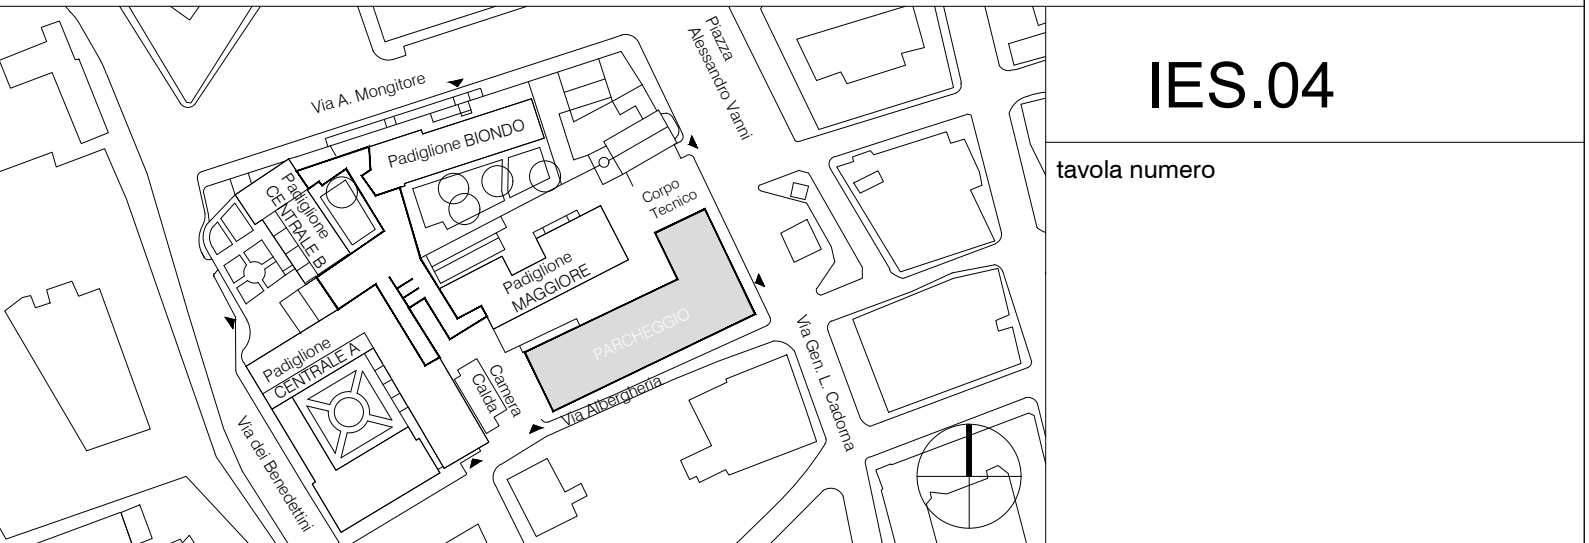 IES.04
tavola numero
Piazza
Alessandro Vanni
Via A. Mongitore
Padiglione BIONDO
Padiglione
CENTRALE B
Corpo
Tecnico
Padiglione
MAGGIORE
PARCHEGGIO
Via Gen. L. Cadorna
Padiglione
CENTRALE A
Camera
Calda
Via Albergheria
Via dei Benedettini